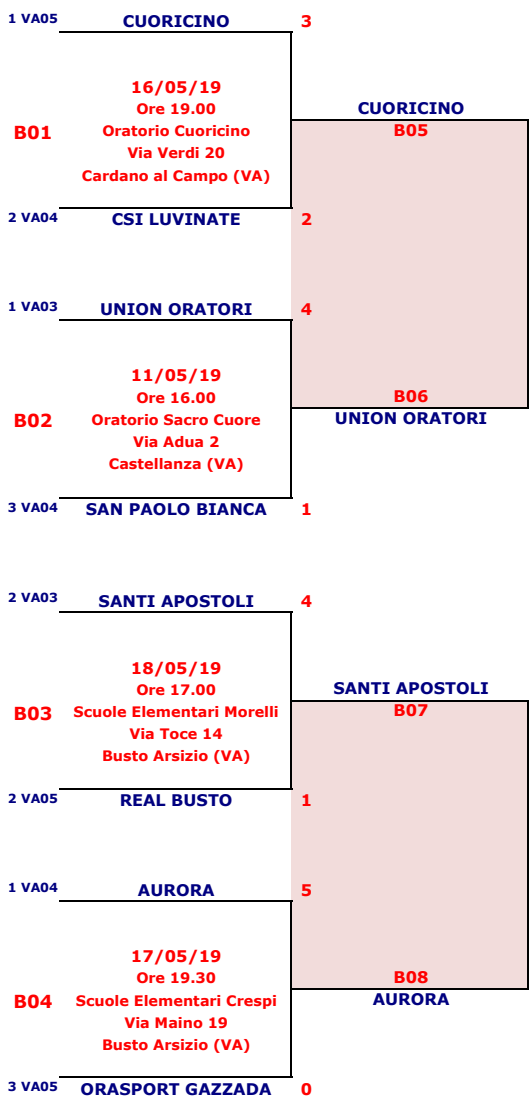 1 VA05 CUORICINO 3
16/05/19
Ore 19.00
CUORICINO
B01 Oratorio Cuoricino B05
Via Verdi 20
Cardano al Campo (VA)
2 VA04 CSI LUVINATE 2
1 VA03 UNION ORATORI 4
11/05/19
Ore 16.00 B06
B02 Oratorio Sacro Cuore UNION ORATORI
Via Adua 2
Castellanza (VA)
3 VA04 SAN PAOLO BIANCA 1
2 VA03 SANTI APOSTOLI 4
18/05/19
Ore 17.00 SANTI APOSTOLI
B03 Scuole Elementari Morelli B07
Via Toce 14
Busto Arsizio (VA)
2 VA05 REAL BUSTO 1
1 VA04 AURORA 5
17/05/19
Ore 19.30 B08
B04 Scuole Elementari Crespi AURORA
Via Maino 19
Busto Arsizio (VA)
3 VA05 ORASPORT GAZZADA 0